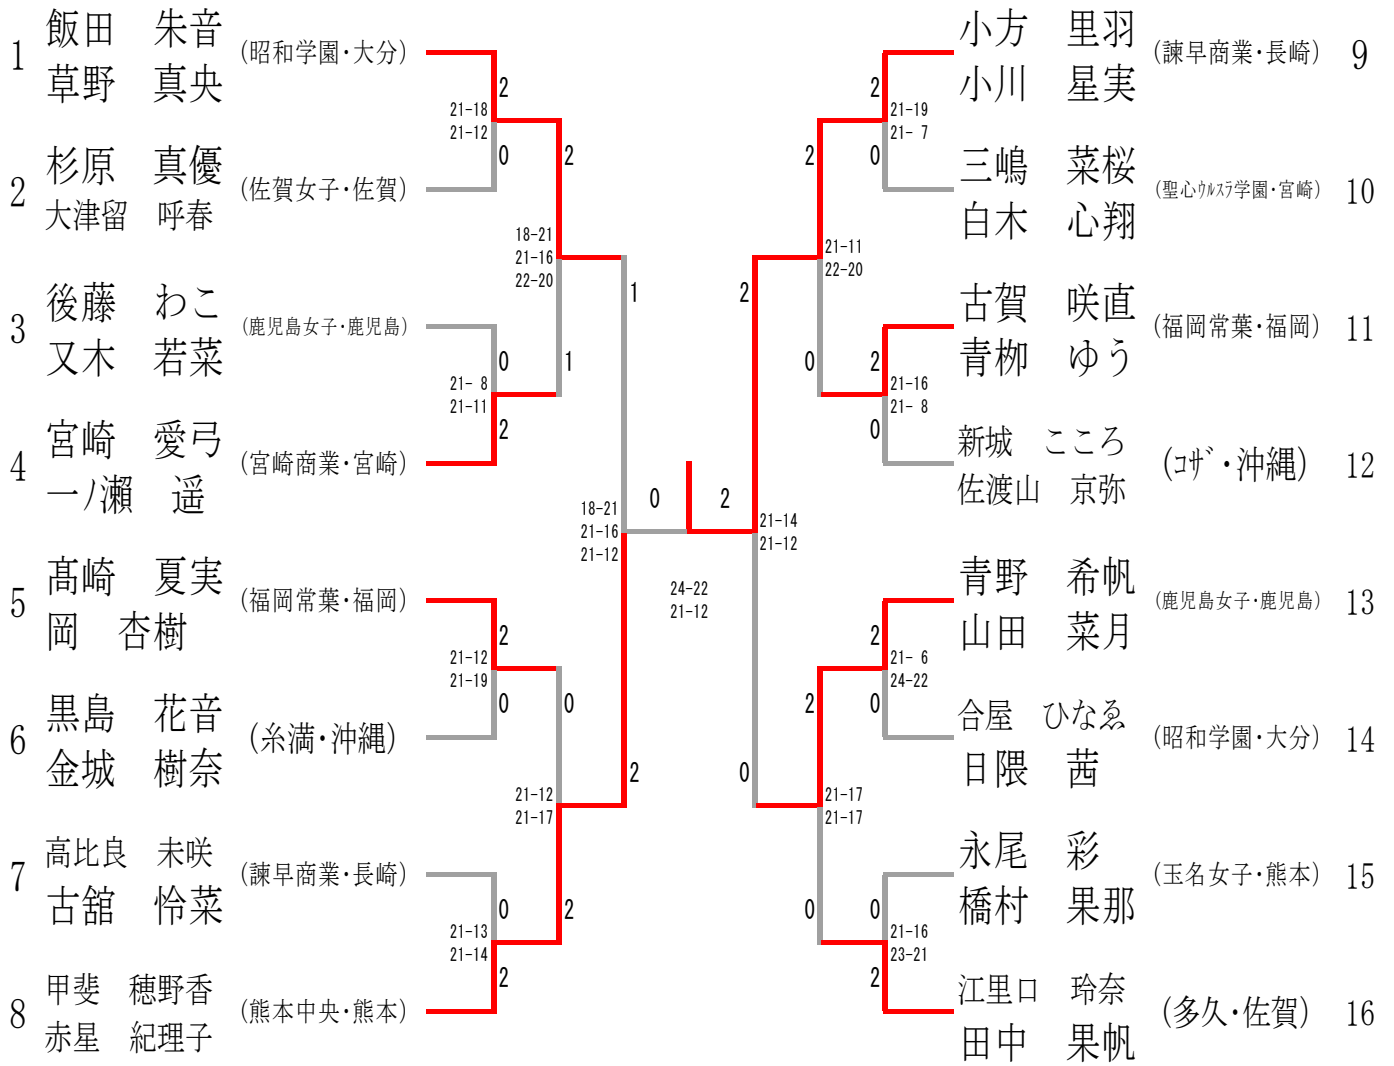 1
飯田　朱音
草野　真央
(昭和学園・大分)
2
杉原　真優
大津留　呼春
(佐賀女子・佐賀)
3
後藤　わこ
又木　若菜
(鹿児島女子・鹿児島)
4
宮崎　愛弓
一ノ瀬　遥
(宮崎商業・宮崎)
5
髙崎　夏実
岡　杏樹
(福岡常葉・福岡)
6
黒島　花音
金城　樹奈
(糸満・沖縄)
7
高比良　未咲
古舘　怜菜
(諫早商業・長崎)
8
甲斐　穂野香
赤星　紀理子
(熊本中央・熊本)
2
21-18
21-12
0
2
18-21
21-16
22-20
1
0
21- 8
21-11
2
1
18-21
21-16
21-12
2
21-12
21-19
0
0
21-12
21-17
2
0
21-13
21-14
2
2
0
2
24-22
21-12
2
21-14
21-12
0
2
21-11
22-20
0
2
21-19
21- 7
0
2
21-16
21- 8
0
2
21-17
21-17
0
2
21- 6
24-22
0
0
21-16
23-21
2
小方　里羽
小川　星実
(諫早商業・長崎)
9
三嶋　菜桜
白木　心翔
(聖心ｳﾙｽﾗ学園・宮崎)
10
古賀　咲直
青栁　ゆう
(福岡常葉・福岡)
11
新城　こころ
佐渡山　京弥
(ｺｻﾞ・沖縄)
12
青野　希帆
山田　菜月
(鹿児島女子・鹿児島)
13
合屋　ひなゑ
日隈　茜
(昭和学園・大分)
14
永尾　彩
橋村　果那
(玉名女子・熊本)
15
江里口　玲奈
田中　果帆
(多久・佐賀)
16